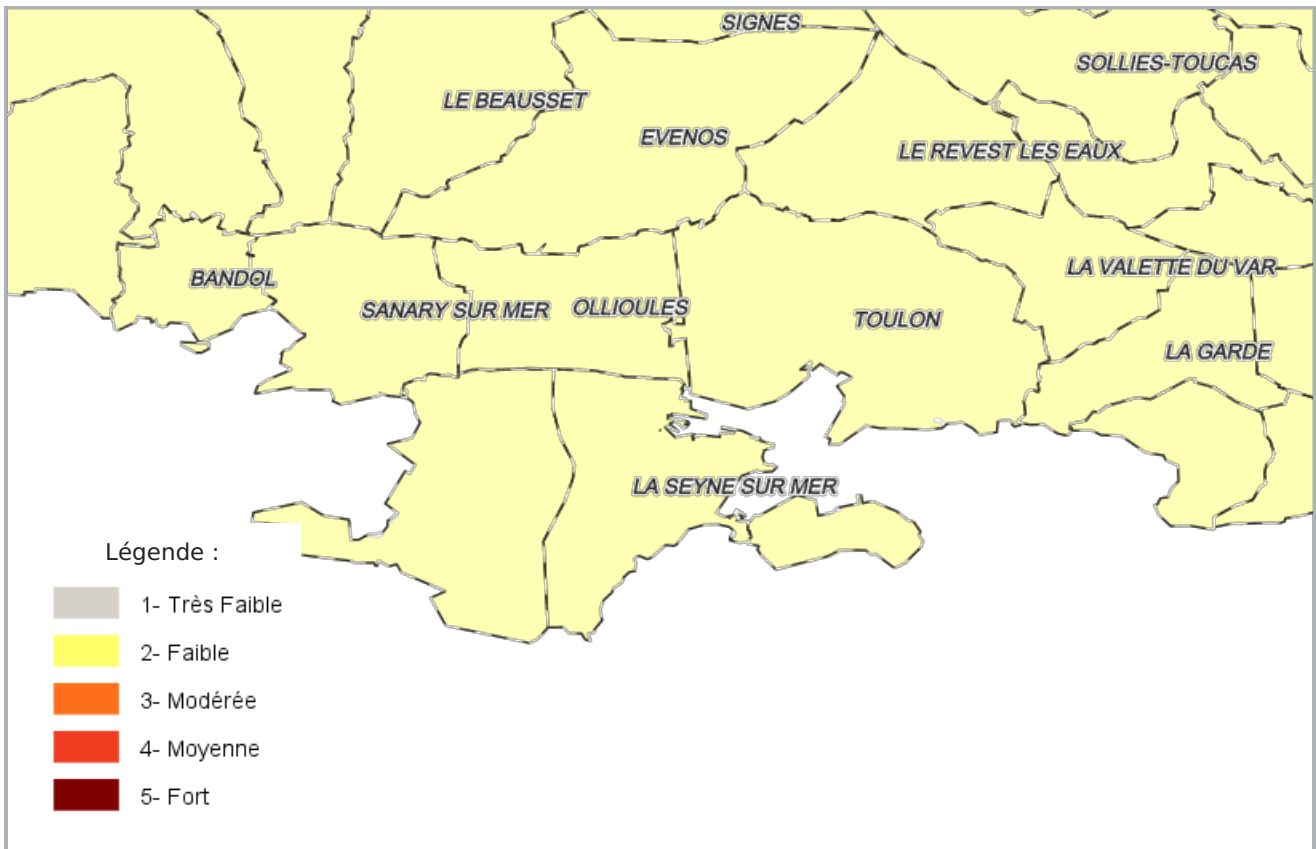 SIGNES
SOLLIES-TOUCAS
LE BEAUSSET
EVENOS
LE REVEST LES EAUX
BANDOL
LA VALETTE DU VAR
SANARY SUR MER
OLLIOULES
TOULON
LA GARDE
LA SEYNE SUR MER
Légende :
1- Très Faible
2- Faible
3- Modérée
4- Moyenne
5- Fort